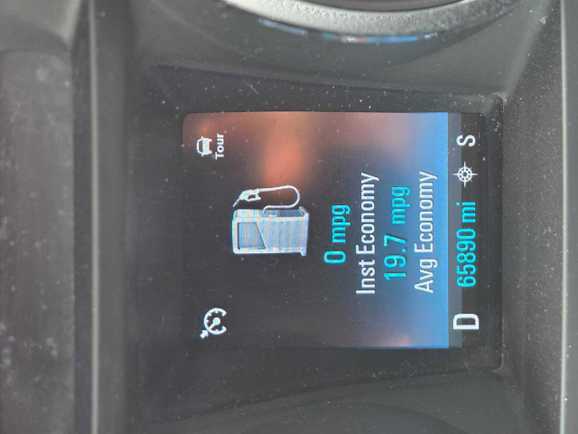 Tour
0 mpg
Inst Economy
19.7 mpg
Avg Economy
D 65890 mi S